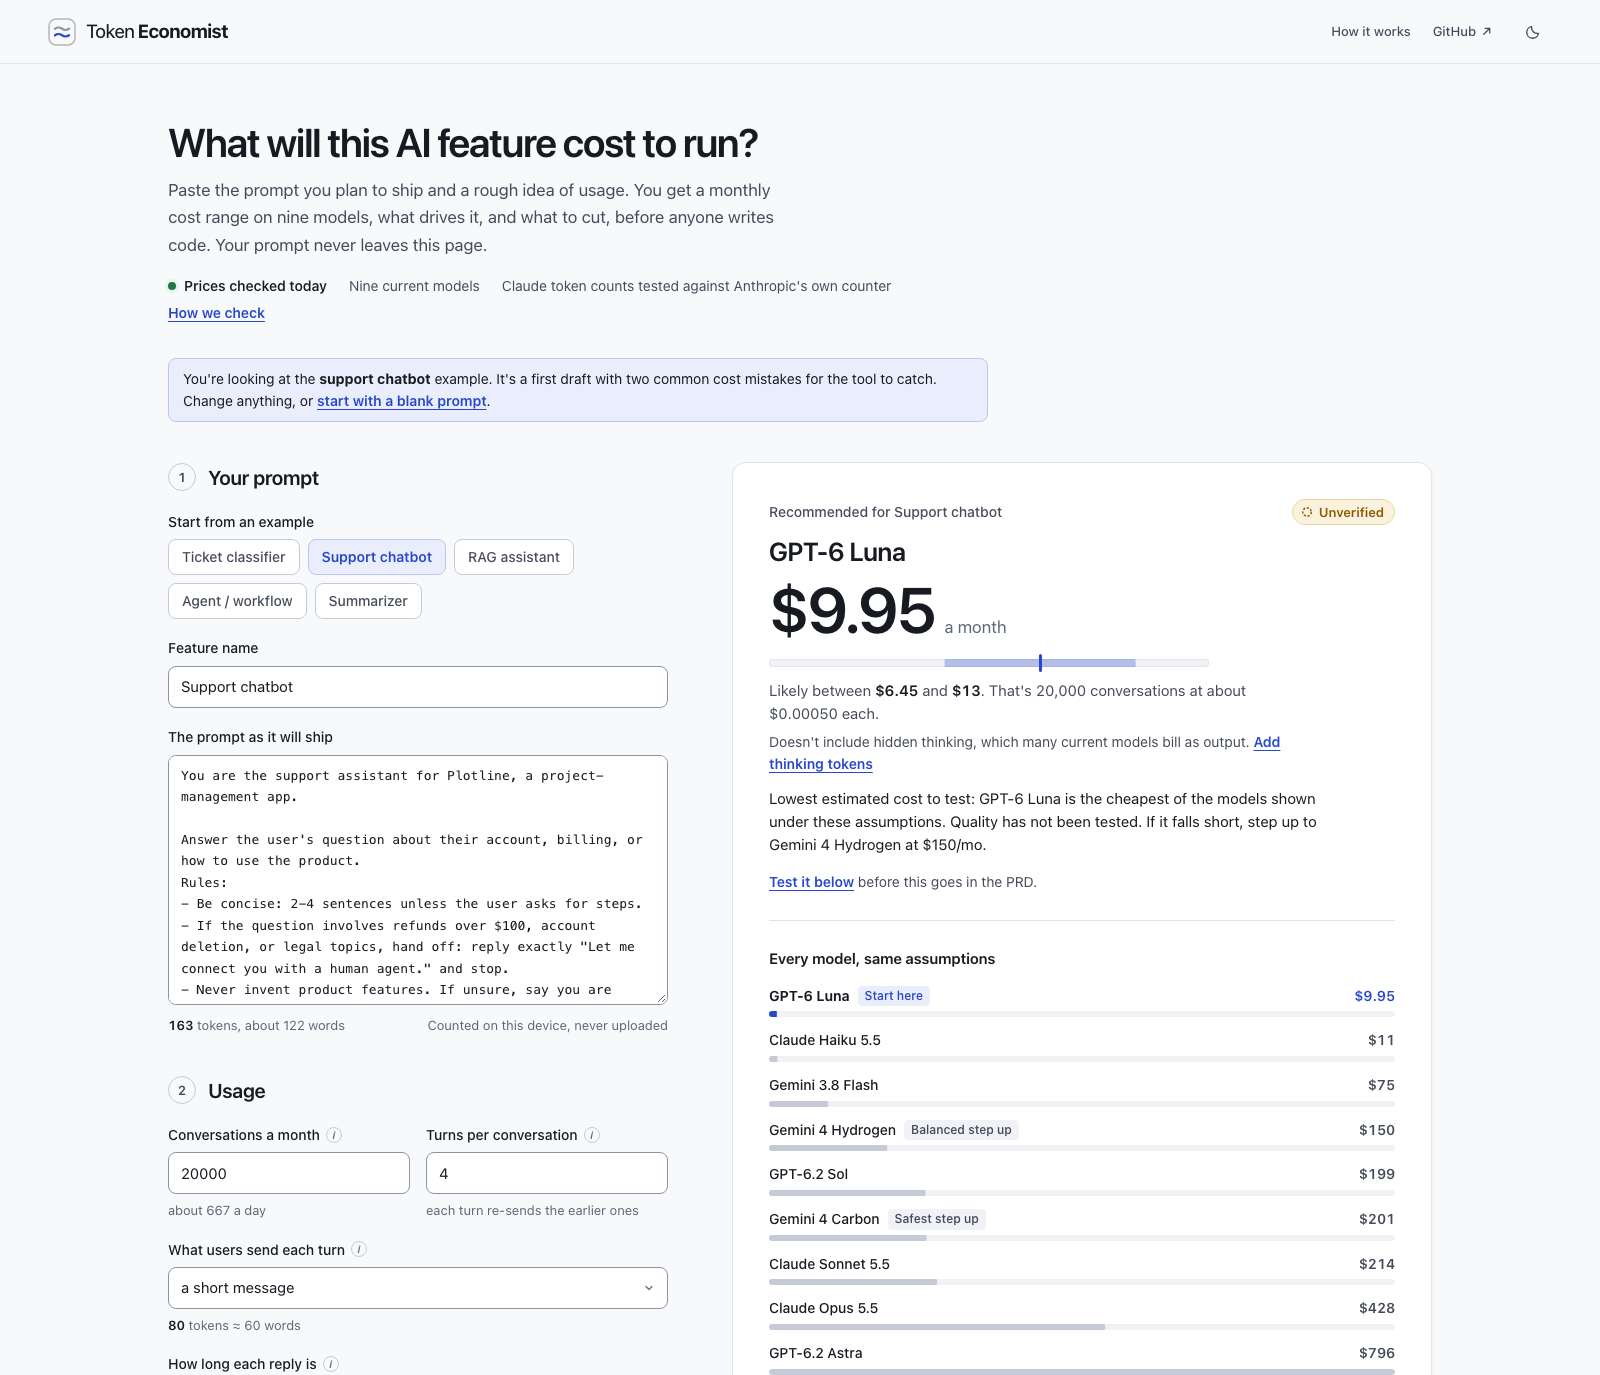 Token Economist
How it works
GitHub ↗
What will this AI feature cost to run?
Paste the prompt you plan to ship and a rough idea of usage. You get a monthly
cost range on nine models, what drives it, and what to cut, before anyone writes
code. Your prompt never leaves this page.
Prices checked today
Nine current models
Claude token counts tested against Anthropic's own counter
How we check
You're looking at the support chatbot example. It's a first draft with two common cost mistakes for the tool to catch.
Change anything, or start with a blank prompt.
1
Your prompt
Start from an example
Ticket classifier
Support chatbot
RAG assistant
Agent / workflow
Summarizer
Feature name
Support chatbot
The prompt as it will ship
You are the support assistant for Plotline, a project-
management app.
Answer the user's question about their account, billing, or
how to use the product.
Rules:
- Be concise: 2-4 sentences unless the user asks for steps.
- If the question involves refunds over $100, account
deletion, or legal topics, hand off: reply exactly "Let me
connect you with a human agent." and stop.
- Never invent product features. If unsure, say you are
163 tokens, about 122 words
Counted on this device, never uploaded
2
Usage
Conversations a month i
Turns per conversation i
20000
4
about 667 a day
each turn re-sends the earlier ones
What users send each turn i
a short message
80 tokens ≈ 60 words
How long each reply is i
Recommended for Support chatbot
Unverified
GPT-6 Luna
$9.95 a month
Likely between $6.45 and $13. That's 20,000 conversations at about
$0.00050 each.
Doesn't include hidden thinking, which many current models bill as output. Add
thinking tokens
Lowest estimated cost to test: GPT-6 Luna is the cheapest of the models shown
under these assumptions. Quality has not been tested. If it falls short, step up to
Gemini 4 Hydrogen at $150/mo.
Test it below before this goes in the PRD.
Every model, same assumptions
GPT-6 Luna Start here $9.95
Claude Haiku 5.5 $11
Gemini 3.8 Flash $75
Gemini 4 Hydrogen Balanced step up $150
GPT-6.2 Sol $199
Gemini 4 Carbon Safest step up $201
Claude Sonnet 5.5 $214
Claude Opus 5.5 $428
GPT-6.2 Astra $796